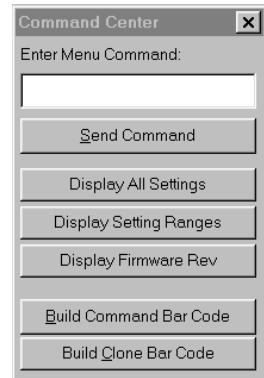 Command Center
Enter Menu Command:
Send Command
Display All Settings
Display Setting Ranges
Display Firmware Rev
Build Command Bar Code
Build Clone Bar Code